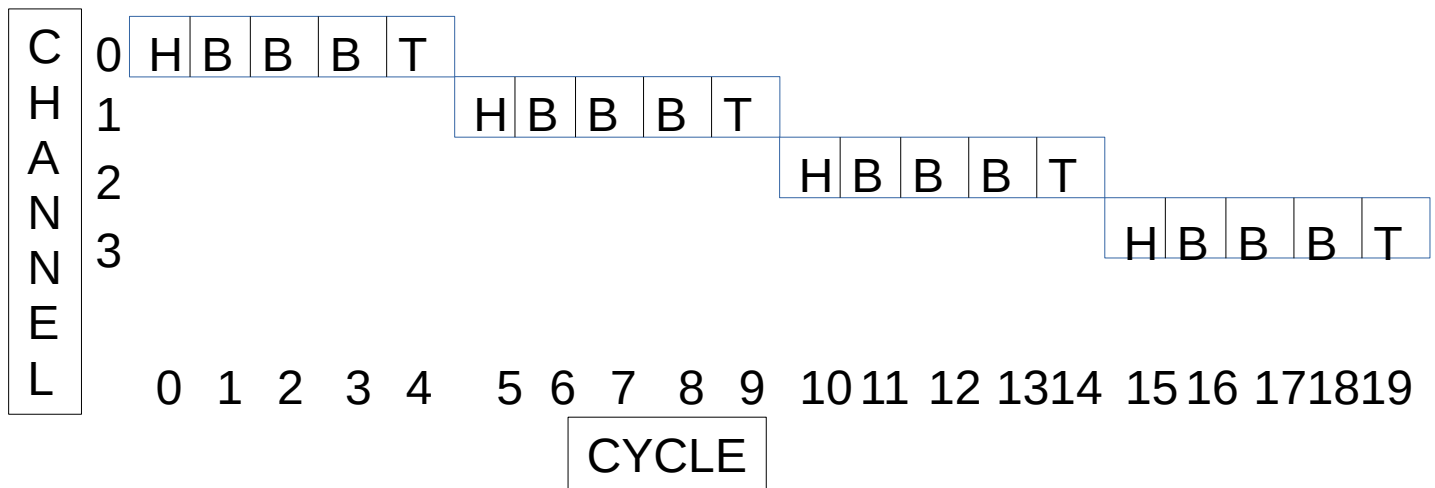 CHANNEL
0 H B B B T
1 H B B B T
2 H B B B T
3 H B B B T
0 1 2 3 4 5 6 7 8 9 10 11 12 13 14 15 16 17 18 19
CYCLE